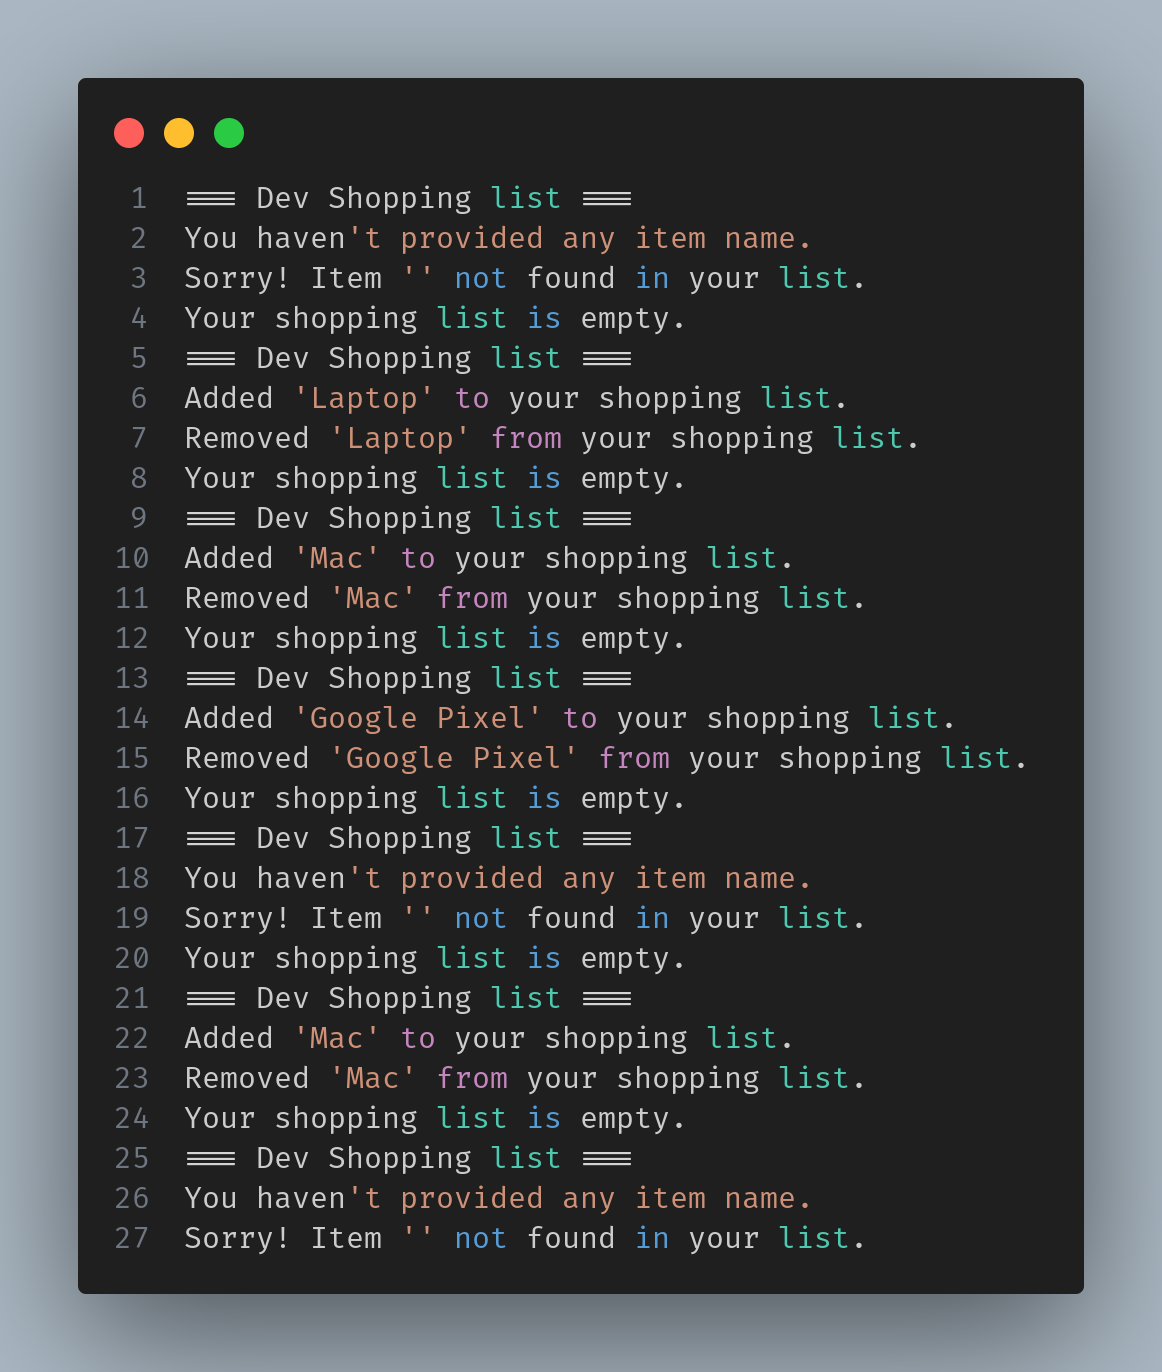 1 === Dev Shopping list ===
2 You haven't provided any item name.
3 Sorry! Item '' not found in your list.
4 Your shopping list is empty.
5 === Dev Shopping list ===
6 Added 'Laptop' to your shopping list.
7 Removed 'Laptop' from your shopping list.
8 Your shopping list is empty.
9 === Dev Shopping list ===
10 Added 'Mac' to your shopping list.
11 Removed 'Mac' from your shopping list.
12 Your shopping list is empty.
13 === Dev Shopping list ===
14 Added 'Google Pixel' to your shopping list.
15 Removed 'Google Pixel' from your shopping list.
16 Your shopping list is empty.
17 === Dev Shopping list ===
18 You haven't provided any item name.
19 Sorry! Item '' not found in your list.
20 Your shopping list is empty.
21 === Dev Shopping list ===
22 Added 'Mac' to your shopping list.
23 Removed 'Mac' from your shopping list.
24 Your shopping list is empty.
25 === Dev Shopping list ===
26 You haven't provided any item name.
27 Sorry! Item '' not found in your list.